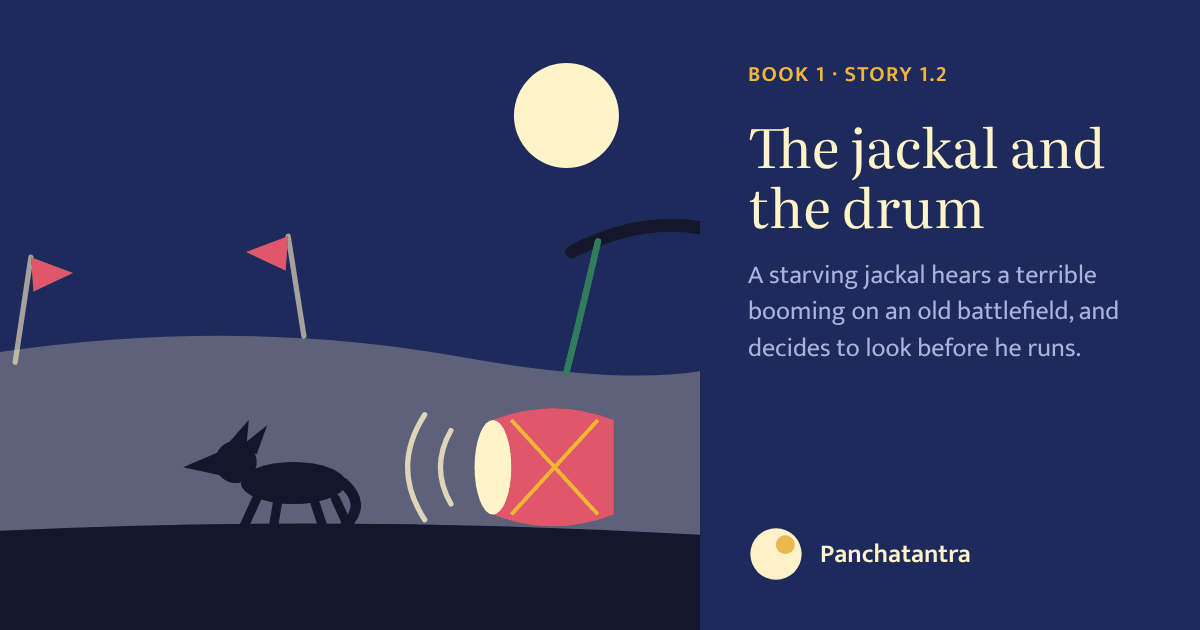 BOOK 1 · STORY 1.2
The jackal and
the drum
A starving jackal hears a terrible
booming on an old battlefield, and
decides to look before he runs.
Panchatantra